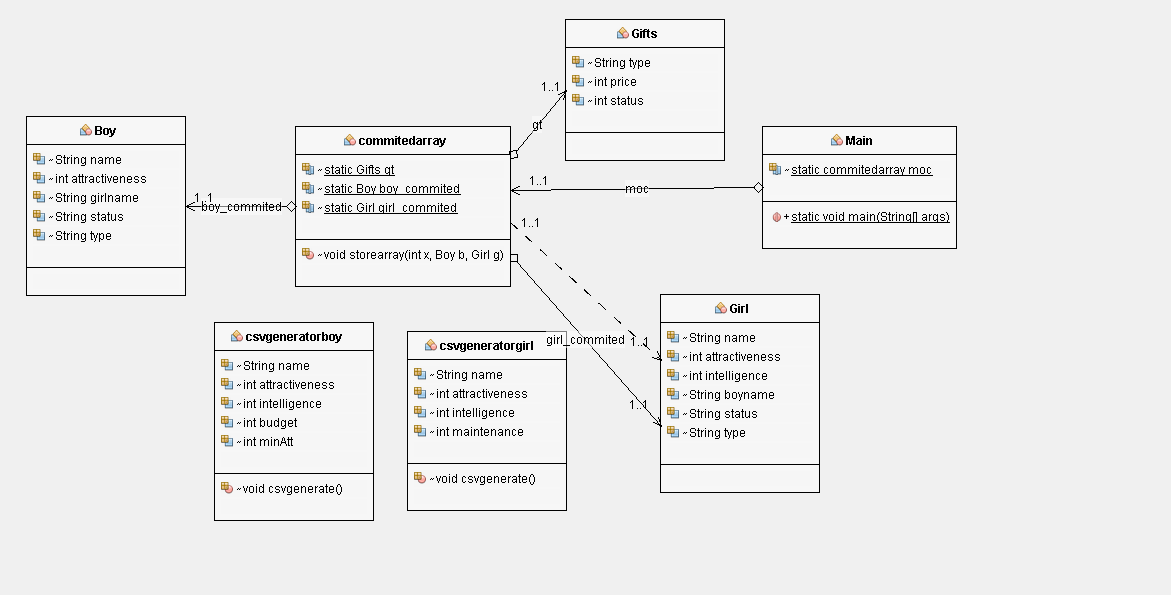 Gifts
~String type
~int price
~int status
Boy
~String name
~int attractiveness
~String girlname
~String status
~String type
commitedarray
~static Gifts gt
~static Boy boy_commited
~static Girl girl_commited
~void storearray(int x, Boy b, Girl g)
Main
~static commitedarray moc
+static void main(String[] args)
1..1
gt
1..1
moc
1..1
boy_commited
1..1
girl_commited
1..1
1..1
csvgeneratorboy
~String name
~int attractiveness
~int intelligence
~int budget
~int minAtt
~void csvgenerate()
csvgeneratorgirl
~String name
~int attractiveness
~int intelligence
~int maintenance
~void csvgenerate()
Girl
~String name
~int attractiveness
~int intelligence
~String boyname
~String status
~String type